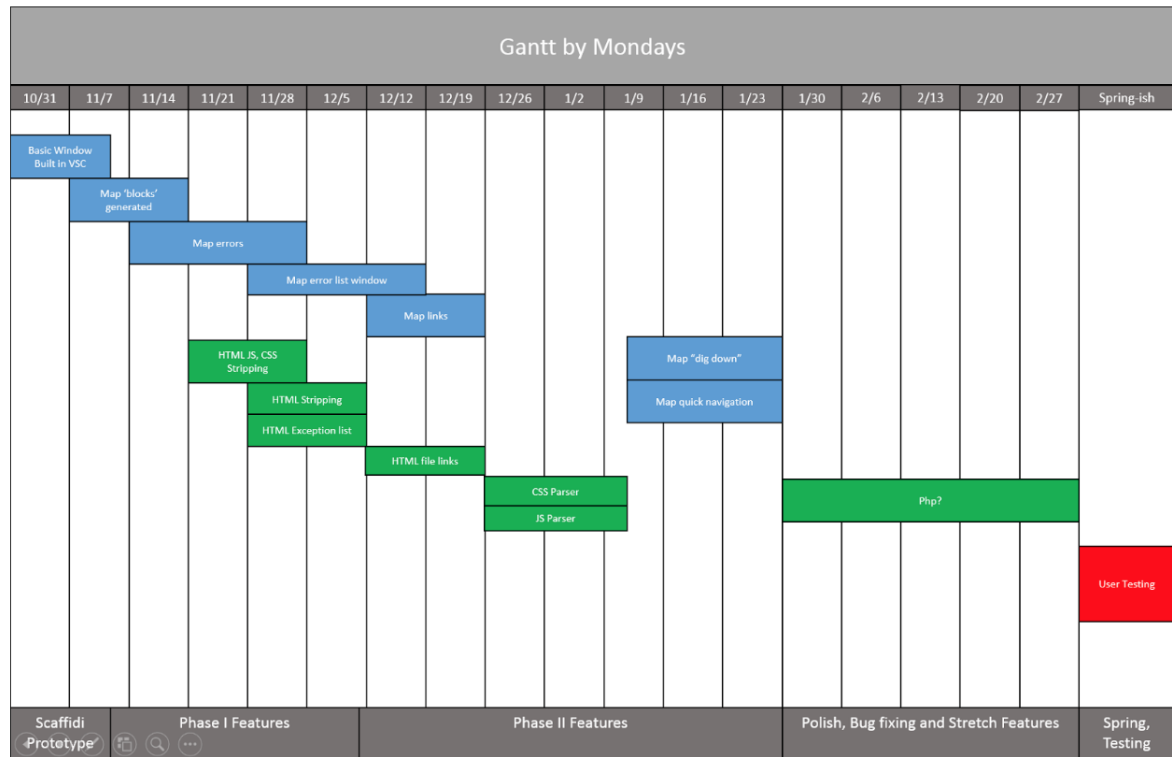 Gantt by Mondays
10/31 11/7 11/14 11/21 11/28 12/5 12/12 12/19 12/26 1/2 1/9 1/16 1/23 1/30 2/6 2/13 2/20 2/27 Spring-ish
Basic Window
Built in VSC
Map ‘blocks’
generated
Map errors
Map error list window
Map links
HTML JS, CSS
Stripping
Map “dig down”
HTML Stripping
Map quick navigation
HTML Exception list
HTML file links
CSS Parser
Php?
JS Parser
User Testing
Scaffidi
Prototype
Phase I Features
Phase II Features
Polish, Bug fixing and Stretch Features
Spring,
Testing